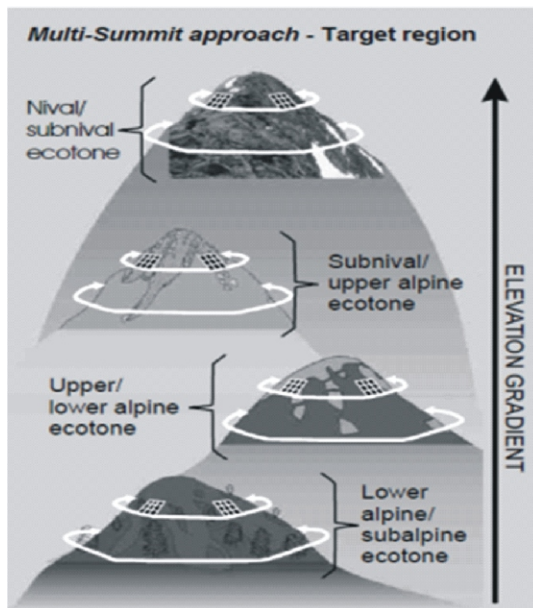 Multi-Summit approach - Target region
Nival/
subnival
ecotone
Subnival/
upper alpine
ecotone
Upper/
lower alpine
ecotone
Lower
alpine/
subalpine
ecotone
ELEVATION GRADIENT